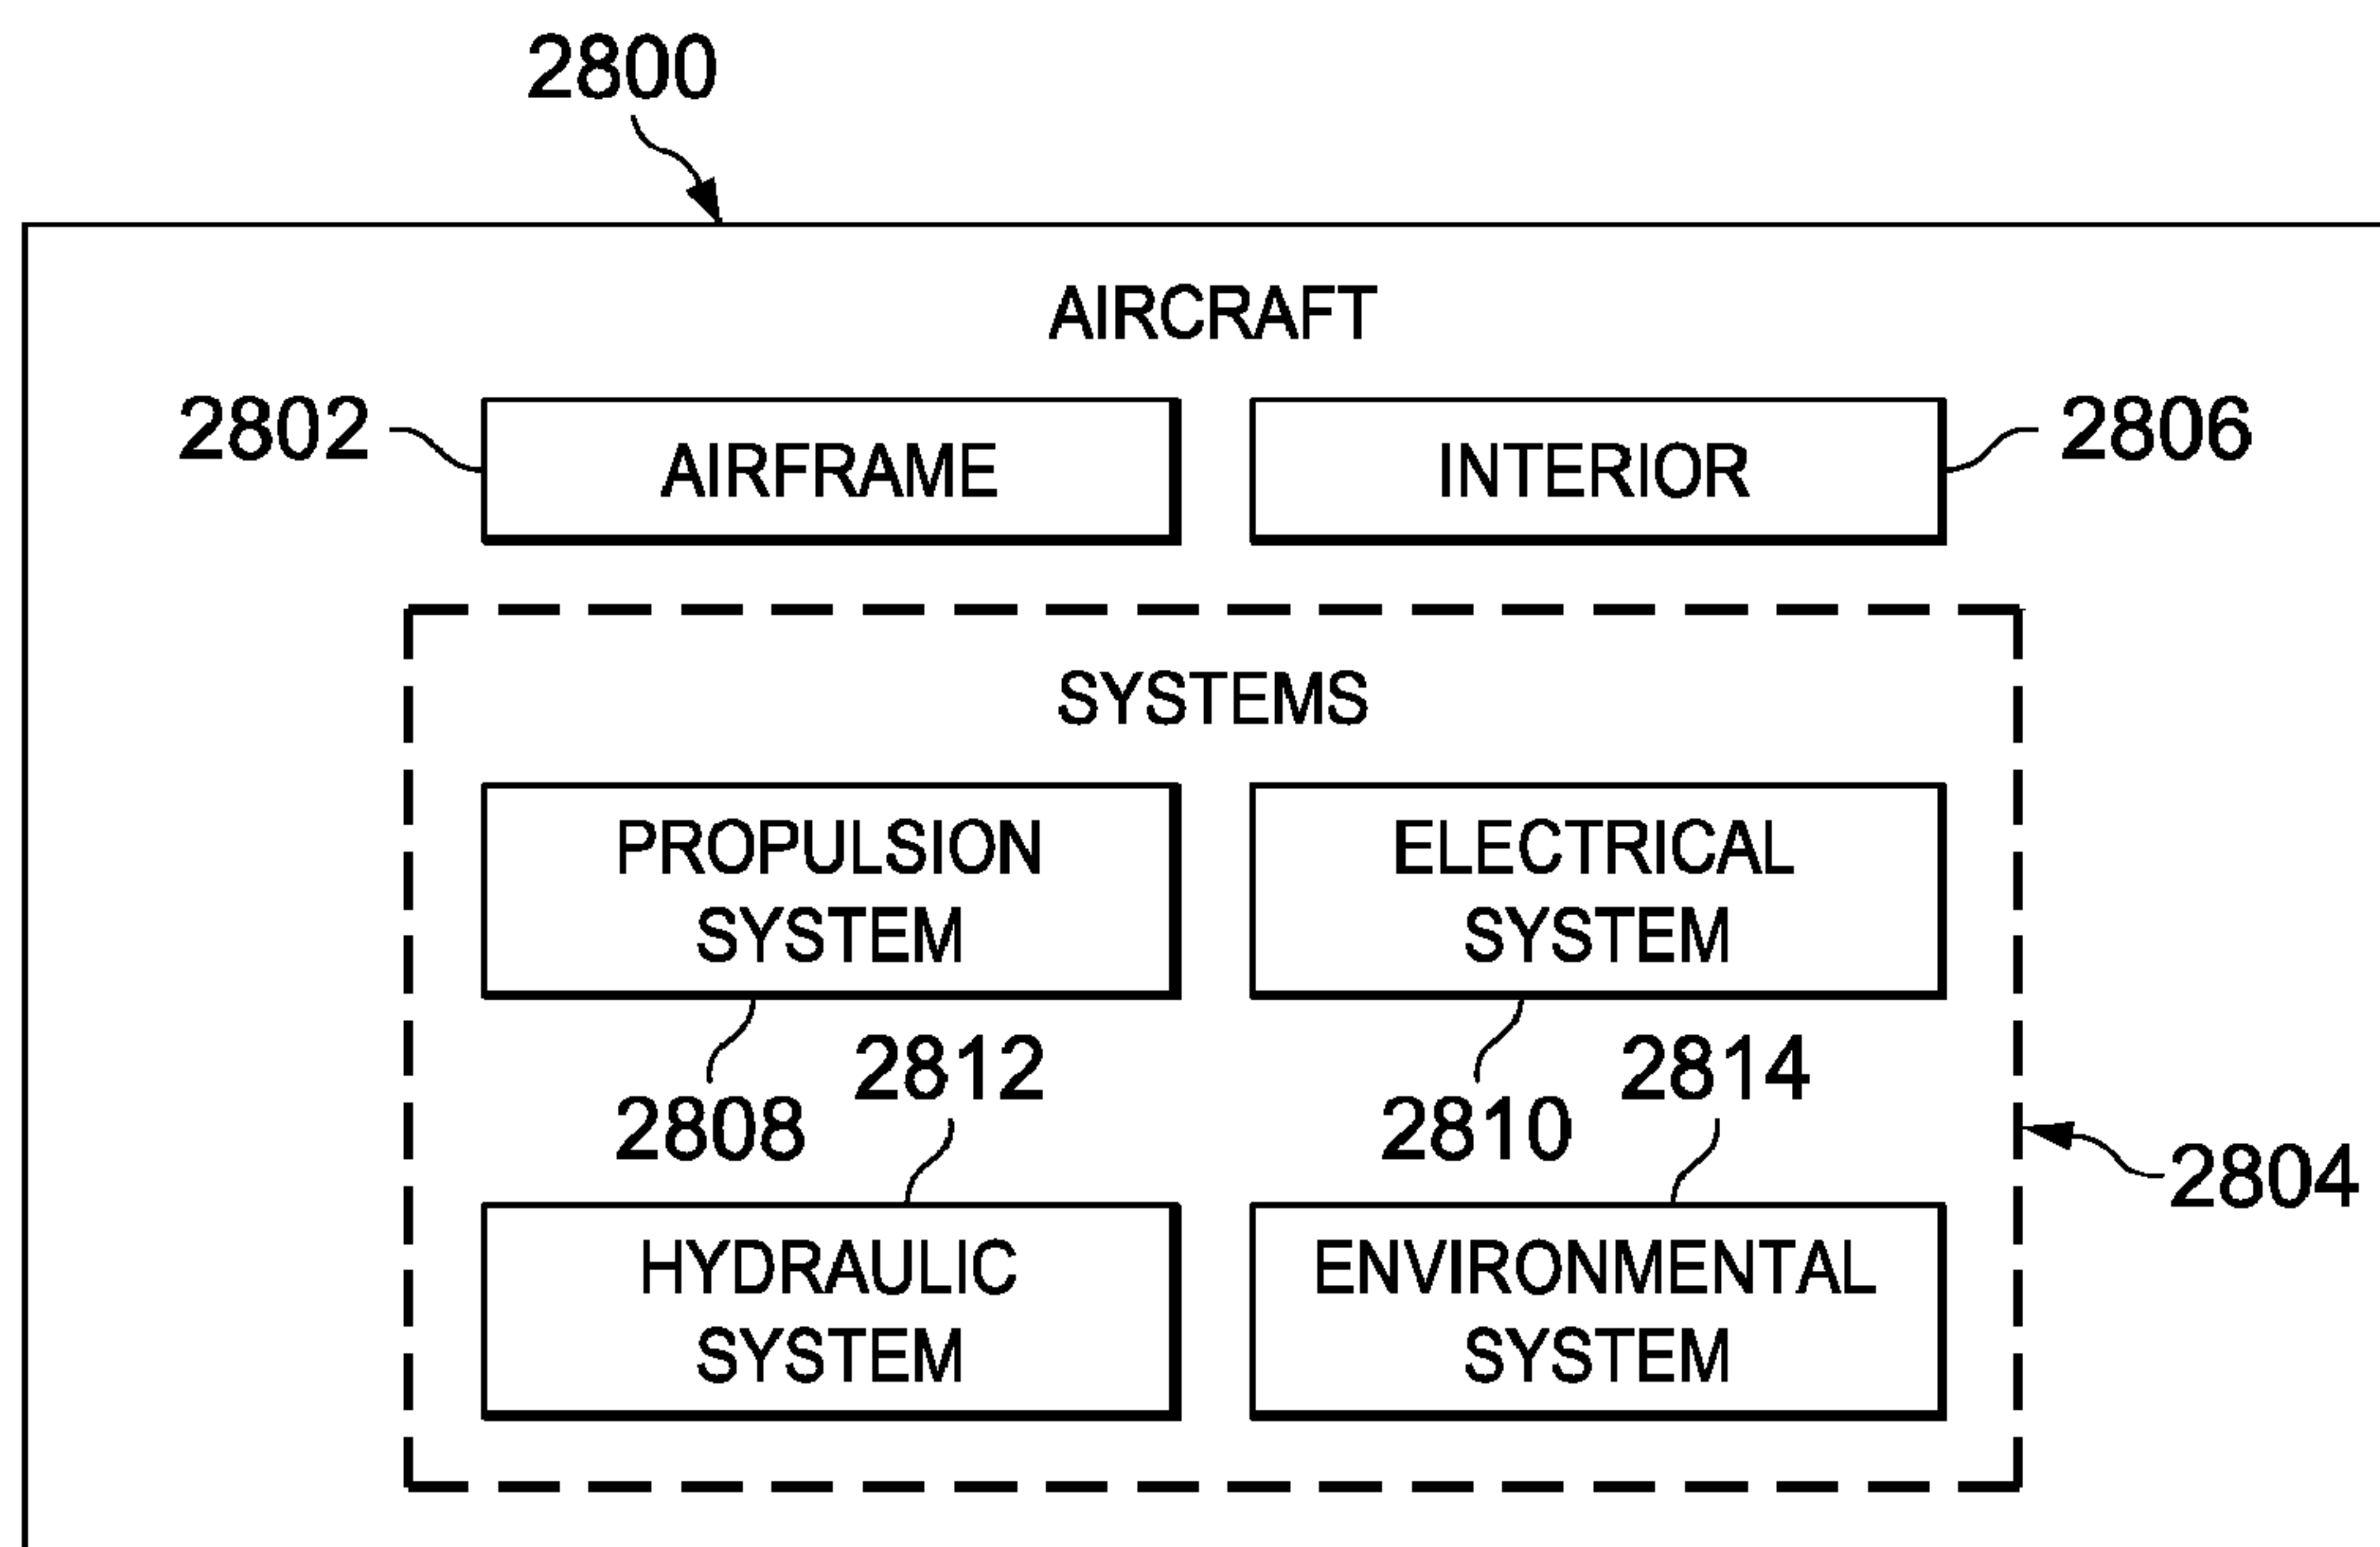 2800
AIRCRAFT
2802
AIRFRAME
INTERIOR
2806
SYSTEMS
PROPULSION
SYSTEM
ELECTRICAL
SYSTEM
2812
2814
2808
2810
2804
HYDRAULIC
SYSTEM
ENVIRONMENTAL
SYSTEM